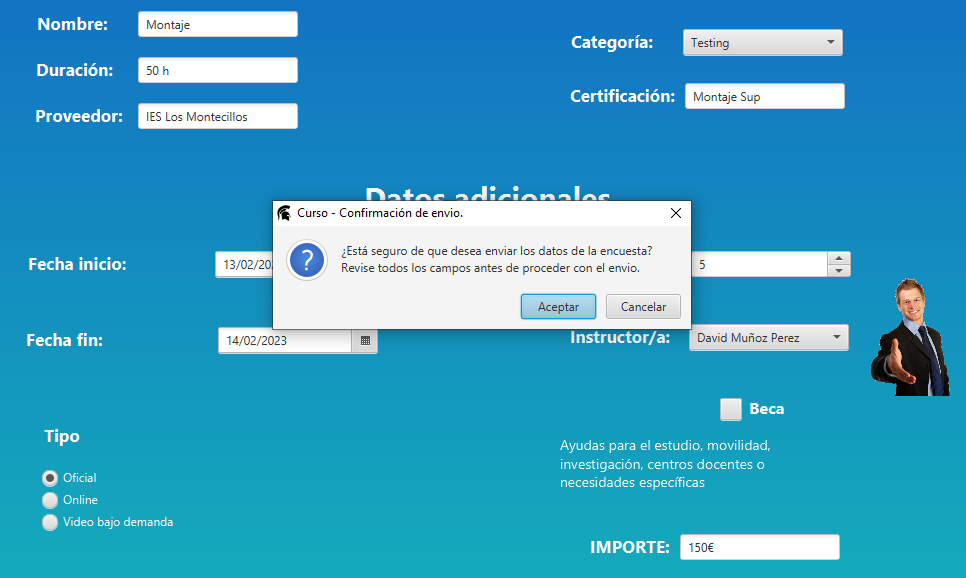 Nombre:
Montaje
Categoría:
Testing
Duración:
50 h
Certificación:
Montaje Sup
Proveedor:
IES Los Montecillos
Datos adicionales
Curso - Confirmación de envio.
¿Está seguro de que desea enviar los datos de la encuesta?
Revise todos los campos antes de proceder con el envio.
Aceptar
Cancelar
Fecha inicio:
13/02/202
5
Fecha fin:
14/02/2023
Instructor/a:
David Muñoz Perez
Beca
Ayudas para el estudio, movilidad,
investigación, centros docentes o
necesidades específicas
Tipo
Oficial
Online
Video bajo demanda
IMPORTE:
150€